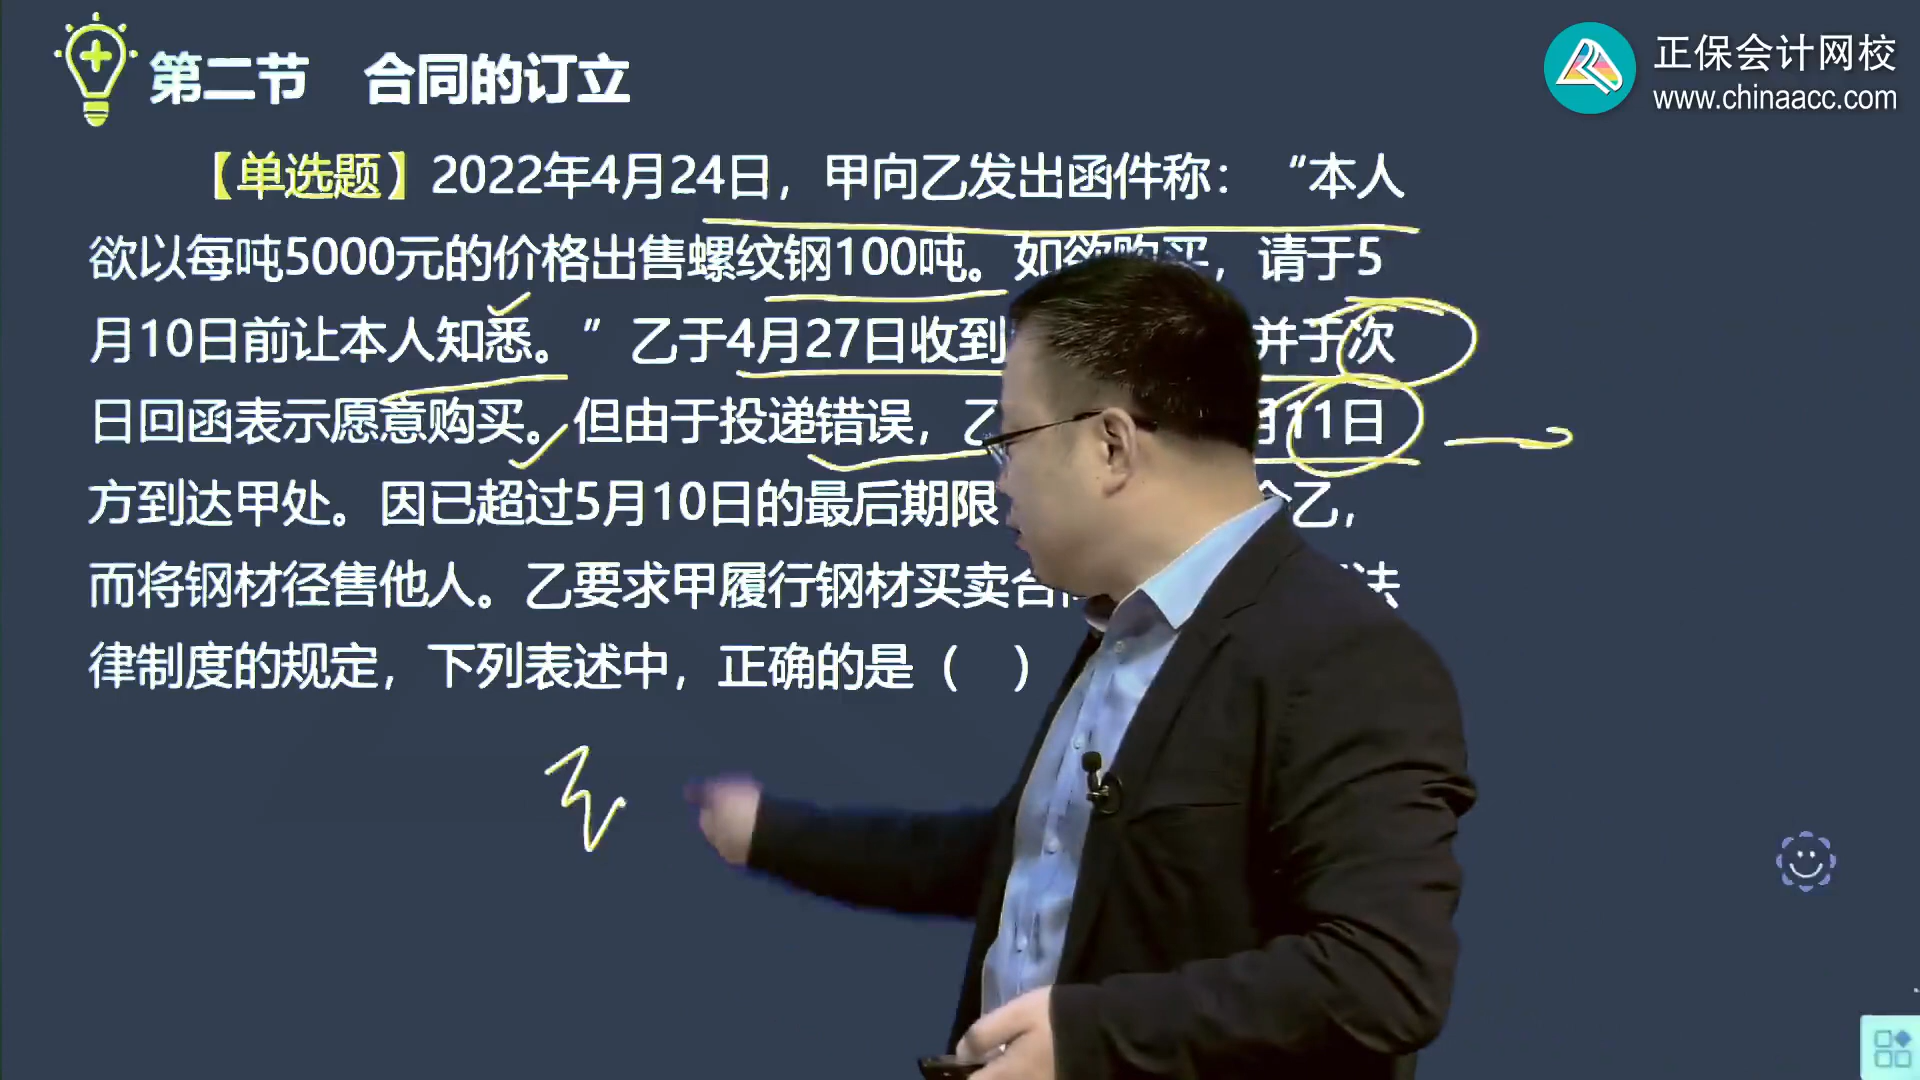 第二节 合同的订立
正保会计网校
www.chinaacc.com
【单选题】2022年4月24日，甲向乙发出函件称：“本人
欲以每吨5000元的价格出售螺纹钢100吨。如欲购买，请于5
月10日前让本人知悉。”乙于4月27日收到 并于次
日回函表示愿意购买。但由于投递错误，乙 月11日
方到达甲处。因已超过5月10日的最后期限 乙，
而将钢材径售他人。乙要求甲履行钢材买卖合 法
律制度的规定，下列表述中，正确的是（ ）